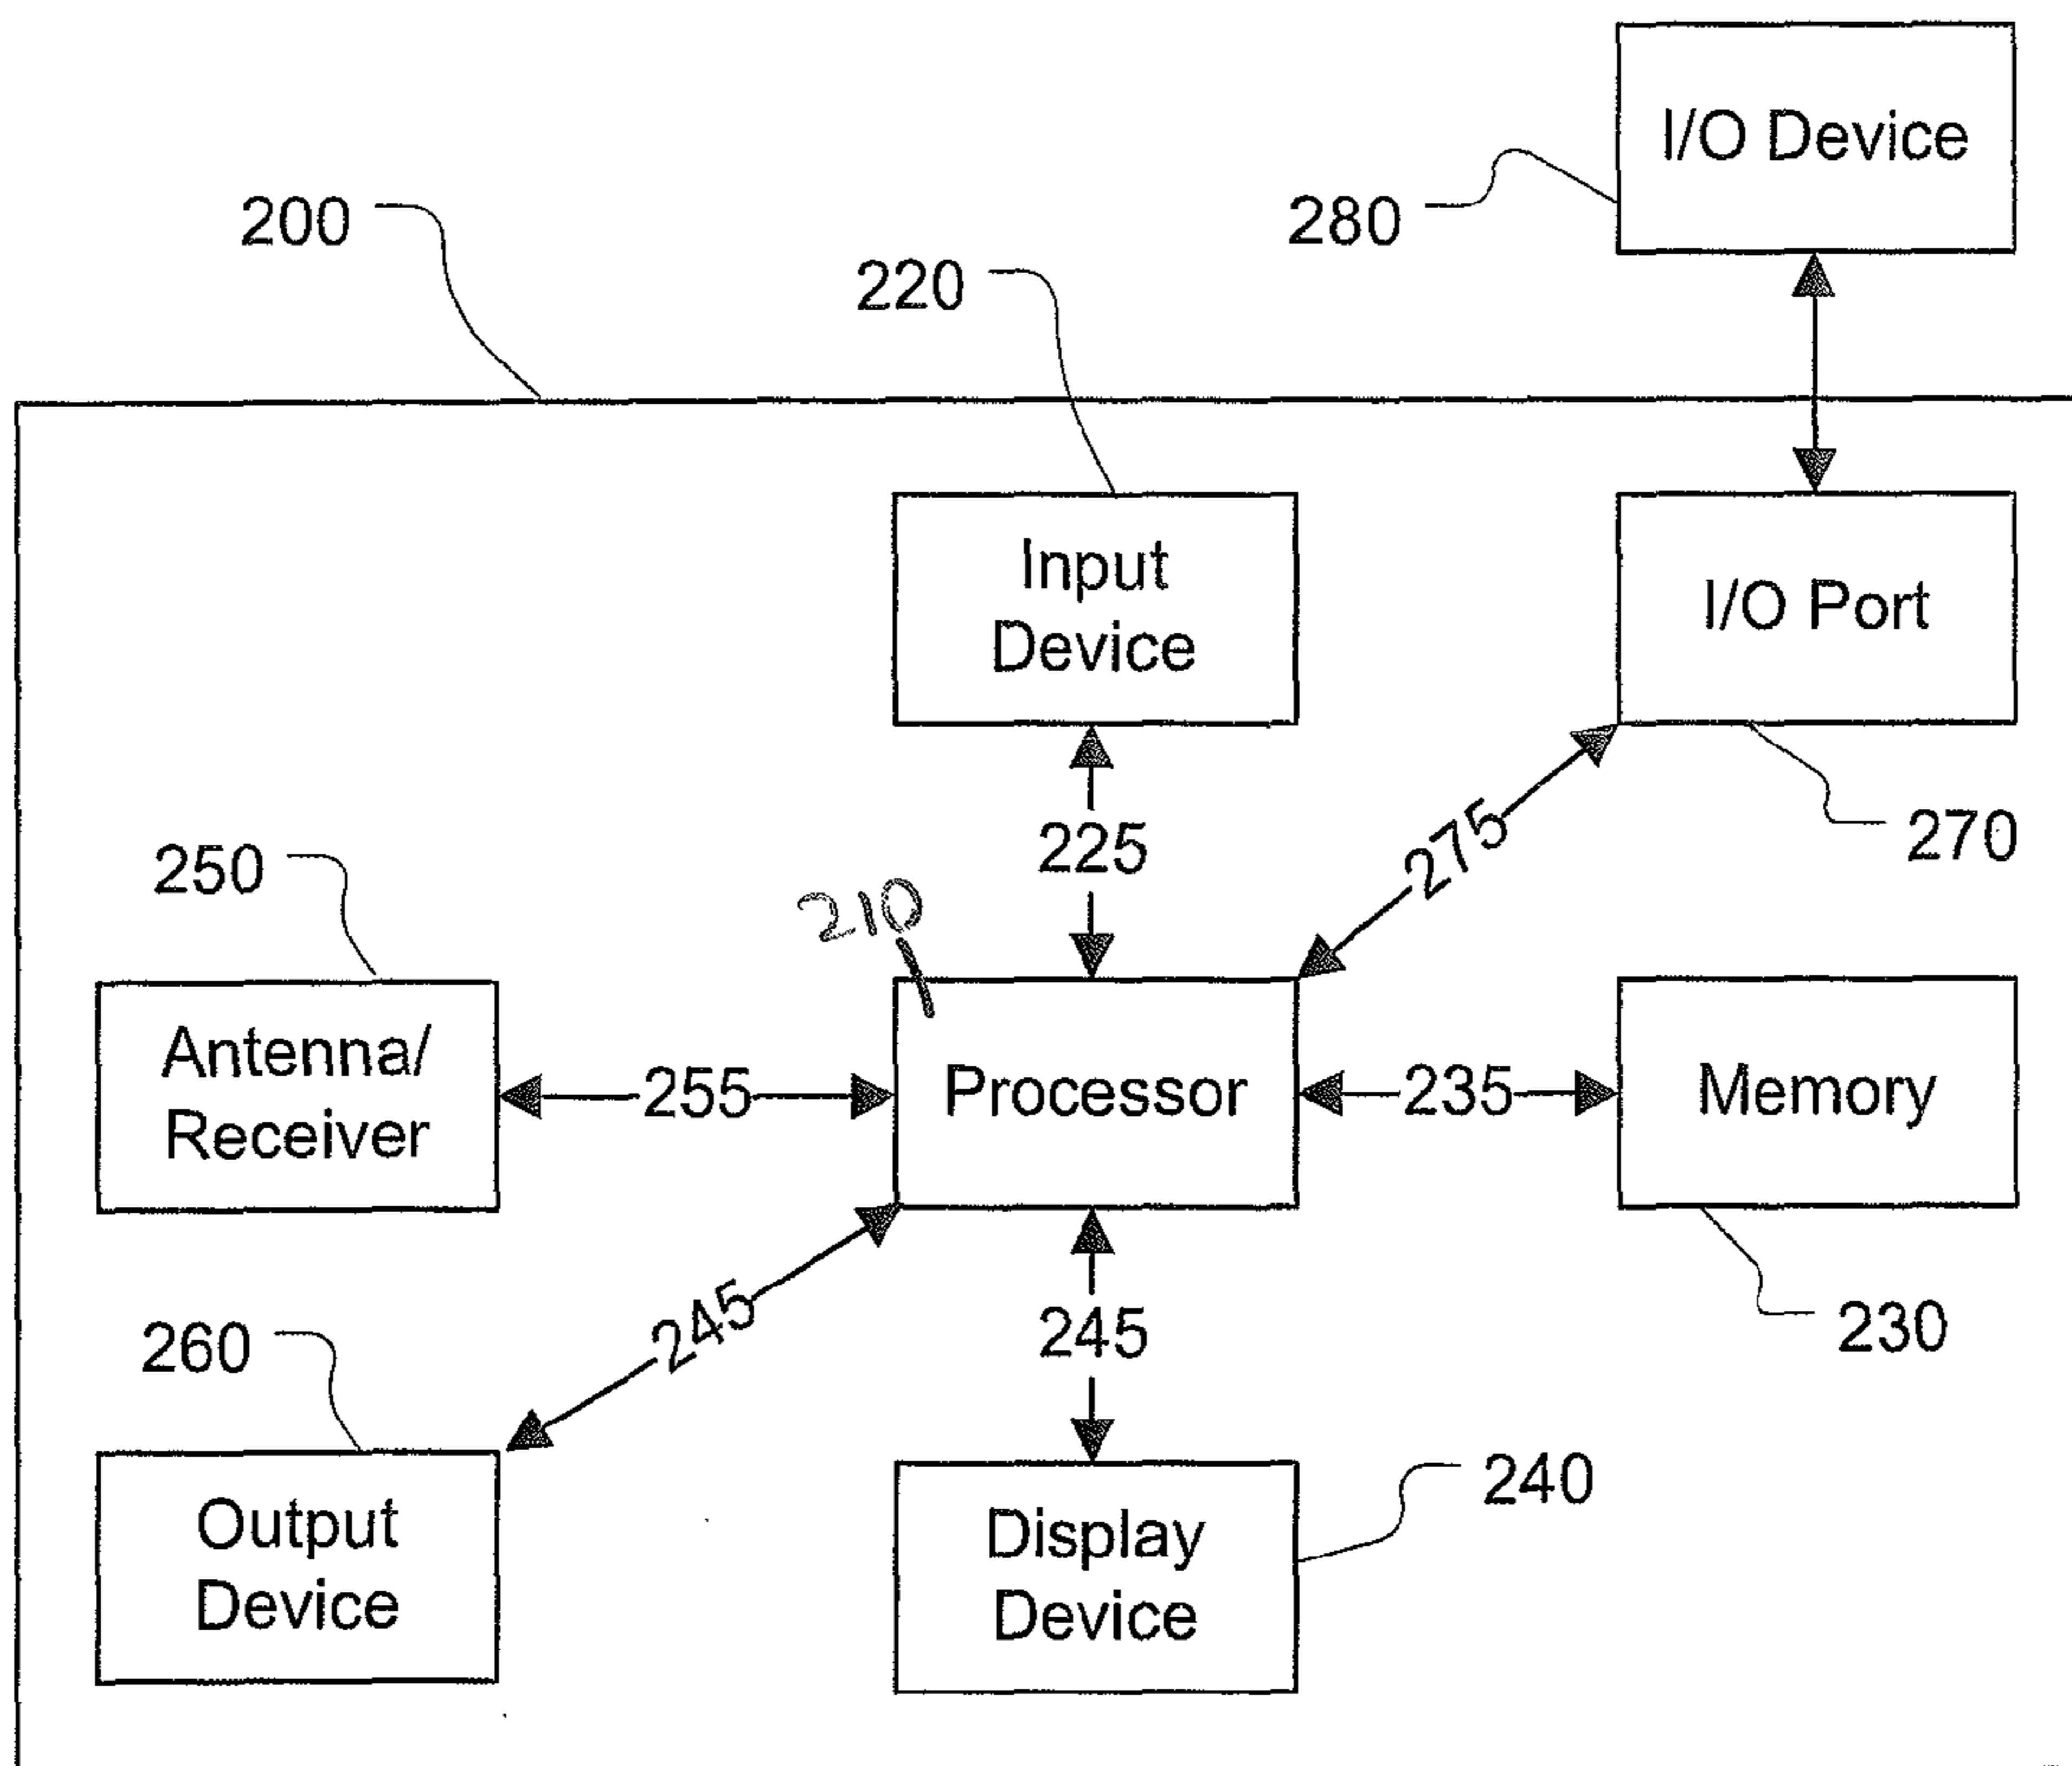 I/O Device
280
200
220
Input
Device
I/O Port
225
275
270
250
210
Antenna/
Receiver
255
Processor
235
Memory
230
245
245
260
240
Output
Device
Display
Device